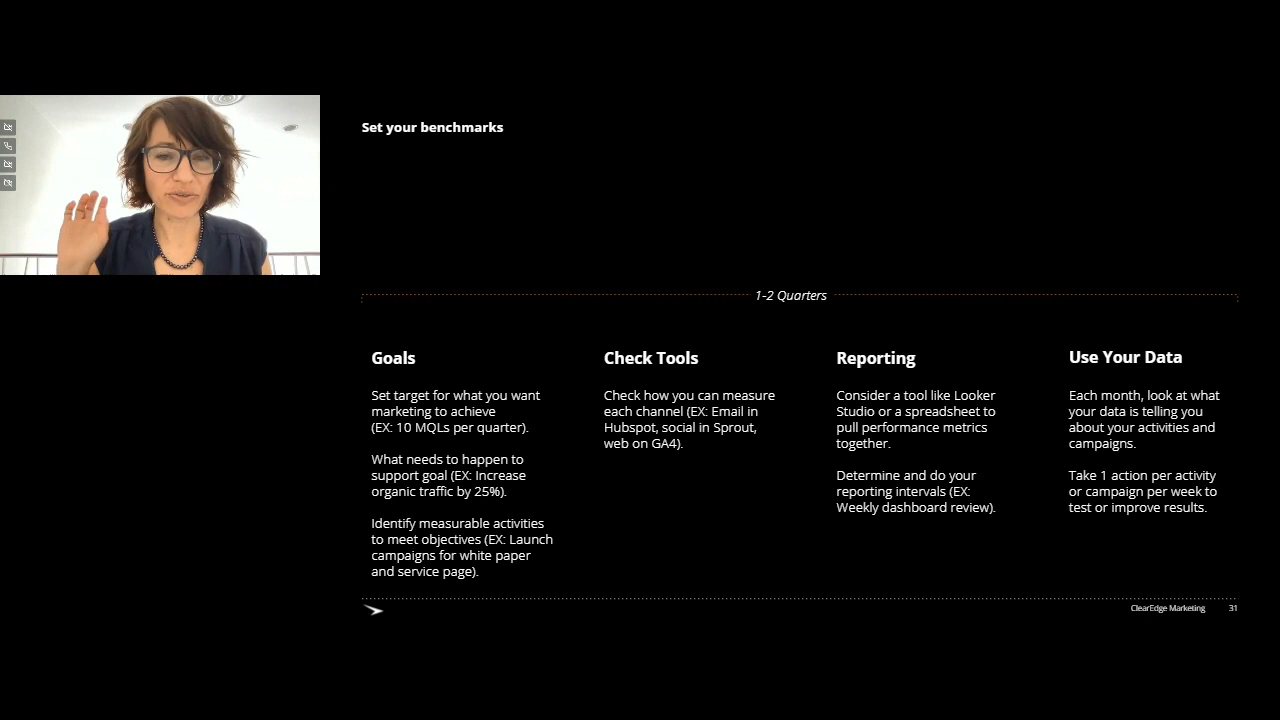 Set your benchmarks
1-2 Quarters
Goals
Set target for what you want
marketing to achieve
(EX: 10 MQLs per quarter).
What needs to happen to
support goal (EX: Increase
organic traffic by 25%).
Identify measurable activities
to meet objectives (EX: Launch
campaigns for white paper
and service page).
Check Tools
Check how you can measure
each channel (EX: Email in
Hubspot, social in Sprout,
web on GA4).
Reporting
Consider a tool like Looker
Studio or a spreadsheet to
pull performance metrics
together.
Determine and do your
reporting intervals (EX:
Weekly dashboard review).
Use Your Data
Each month, look at what
your data is telling you
about your activities and
campaigns.
Take 1 action per activity
or campaign per week to
test or improve results.
ClearEdge Marketing 31